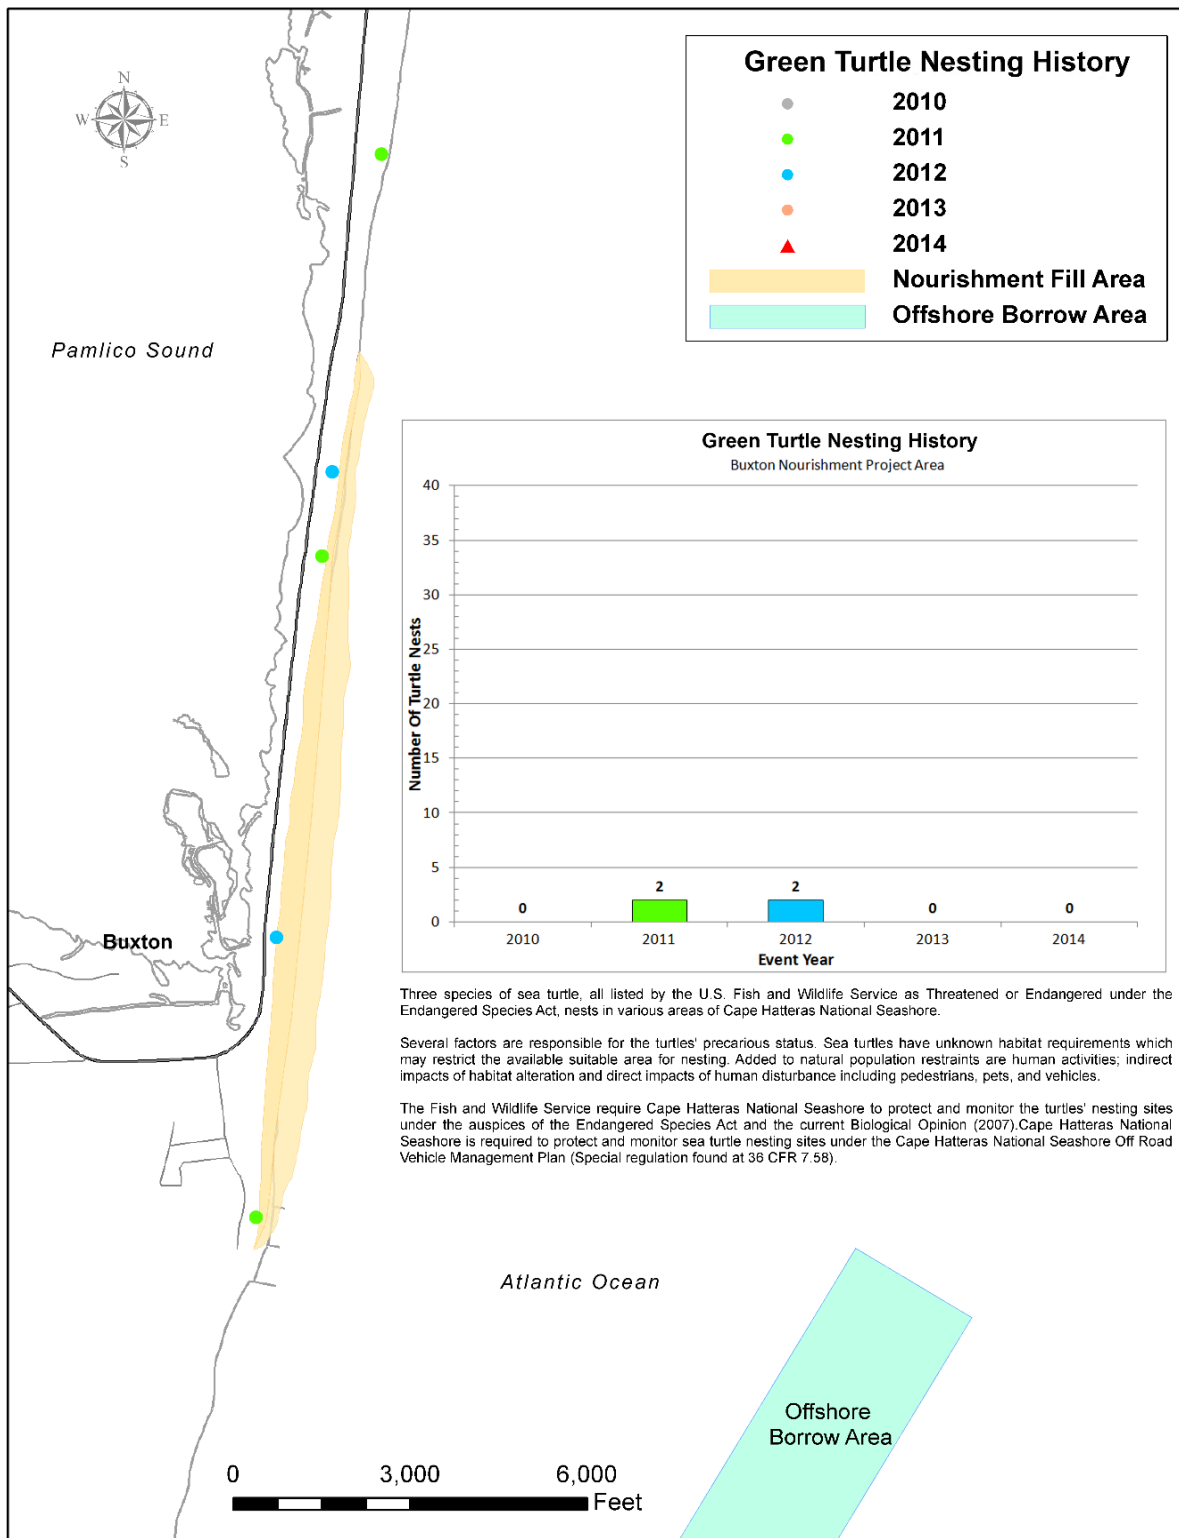 N
W E
S
Green Turtle Nesting History
2010
2011
2012
2013
2014
Nourishment Fill Area
Offshore Borrow Area
Pamlico Sound
Green Turtle Nesting History
Buxton Nourishment Project Area
Number Of Turtle Nests
40
35
30
25
20
15
10
5
0
0 2 2 0 0
2010 2011 2012 2013 2014
Event Year
Buxton
Three species of sea turtle, all listed by the U.S. Fish and Wildlife Service as Threatened or Endangered under the
Endangered Species Act, nests in various areas of Cape Hatteras National Seashore.
Several factors are responsible for the turtles' precarious status. Sea turtles have unknown habitat requirements which
may restrict the available suitable area for nesting. Added to natural population restraints are human activities; indirect
impacts of habitat alteration and direct impacts of human disturbance including pedestrians, pets, and vehicles.
The Fish and Wildlife Service require Cape Hatteras National Seashore to protect and monitor the turtles' nesting sites
under the auspices of the Endangered Species Act and the current Biological Opinion (2007).Cape Hatteras National
Seashore is required to protect and monitor sea turtle nesting sites under the Cape Hatteras National Seashore Off Road
Vehicle Management Plan (Special regulation found at 36 CFR 7.58).
Atlantic Ocean
Offshore
Borrow Area
0 3,000 6,000
Feet